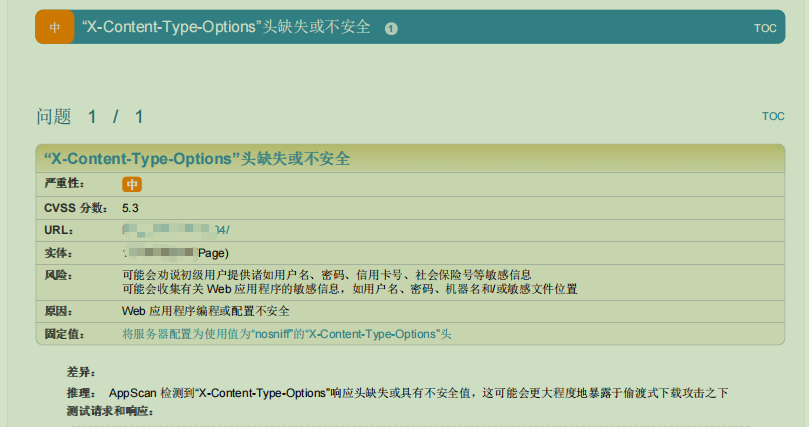 中 “X-Content-Type-Options”头缺失或不安全 1 TOC
问题 1 / 1 TOC
“X-Content-Type-Options”头缺失或不安全
严重性: 中
CVSS 分数: 5.3
URL: 04/
实体: Page)
风险: 可能会劝说初级用户提供诸如用户名、密码、信用卡号、社会保险号等敏感信息
可能会收集有关 Web 应用程序的敏感信息，如用户名、密码、机器名和/或敏感文件位置
原因: Web 应用程序编程或配置不安全
固定值: 将服务器配置为使用值为“nosniff”的“X-Content-Type-Options”头
差异:
推理: AppScan 检测到“X-Content-Type-Options”响应头缺失或具有不安全值，这可能会更大程度地暴露于偷渡式下载攻击之下
测试请求和响应: